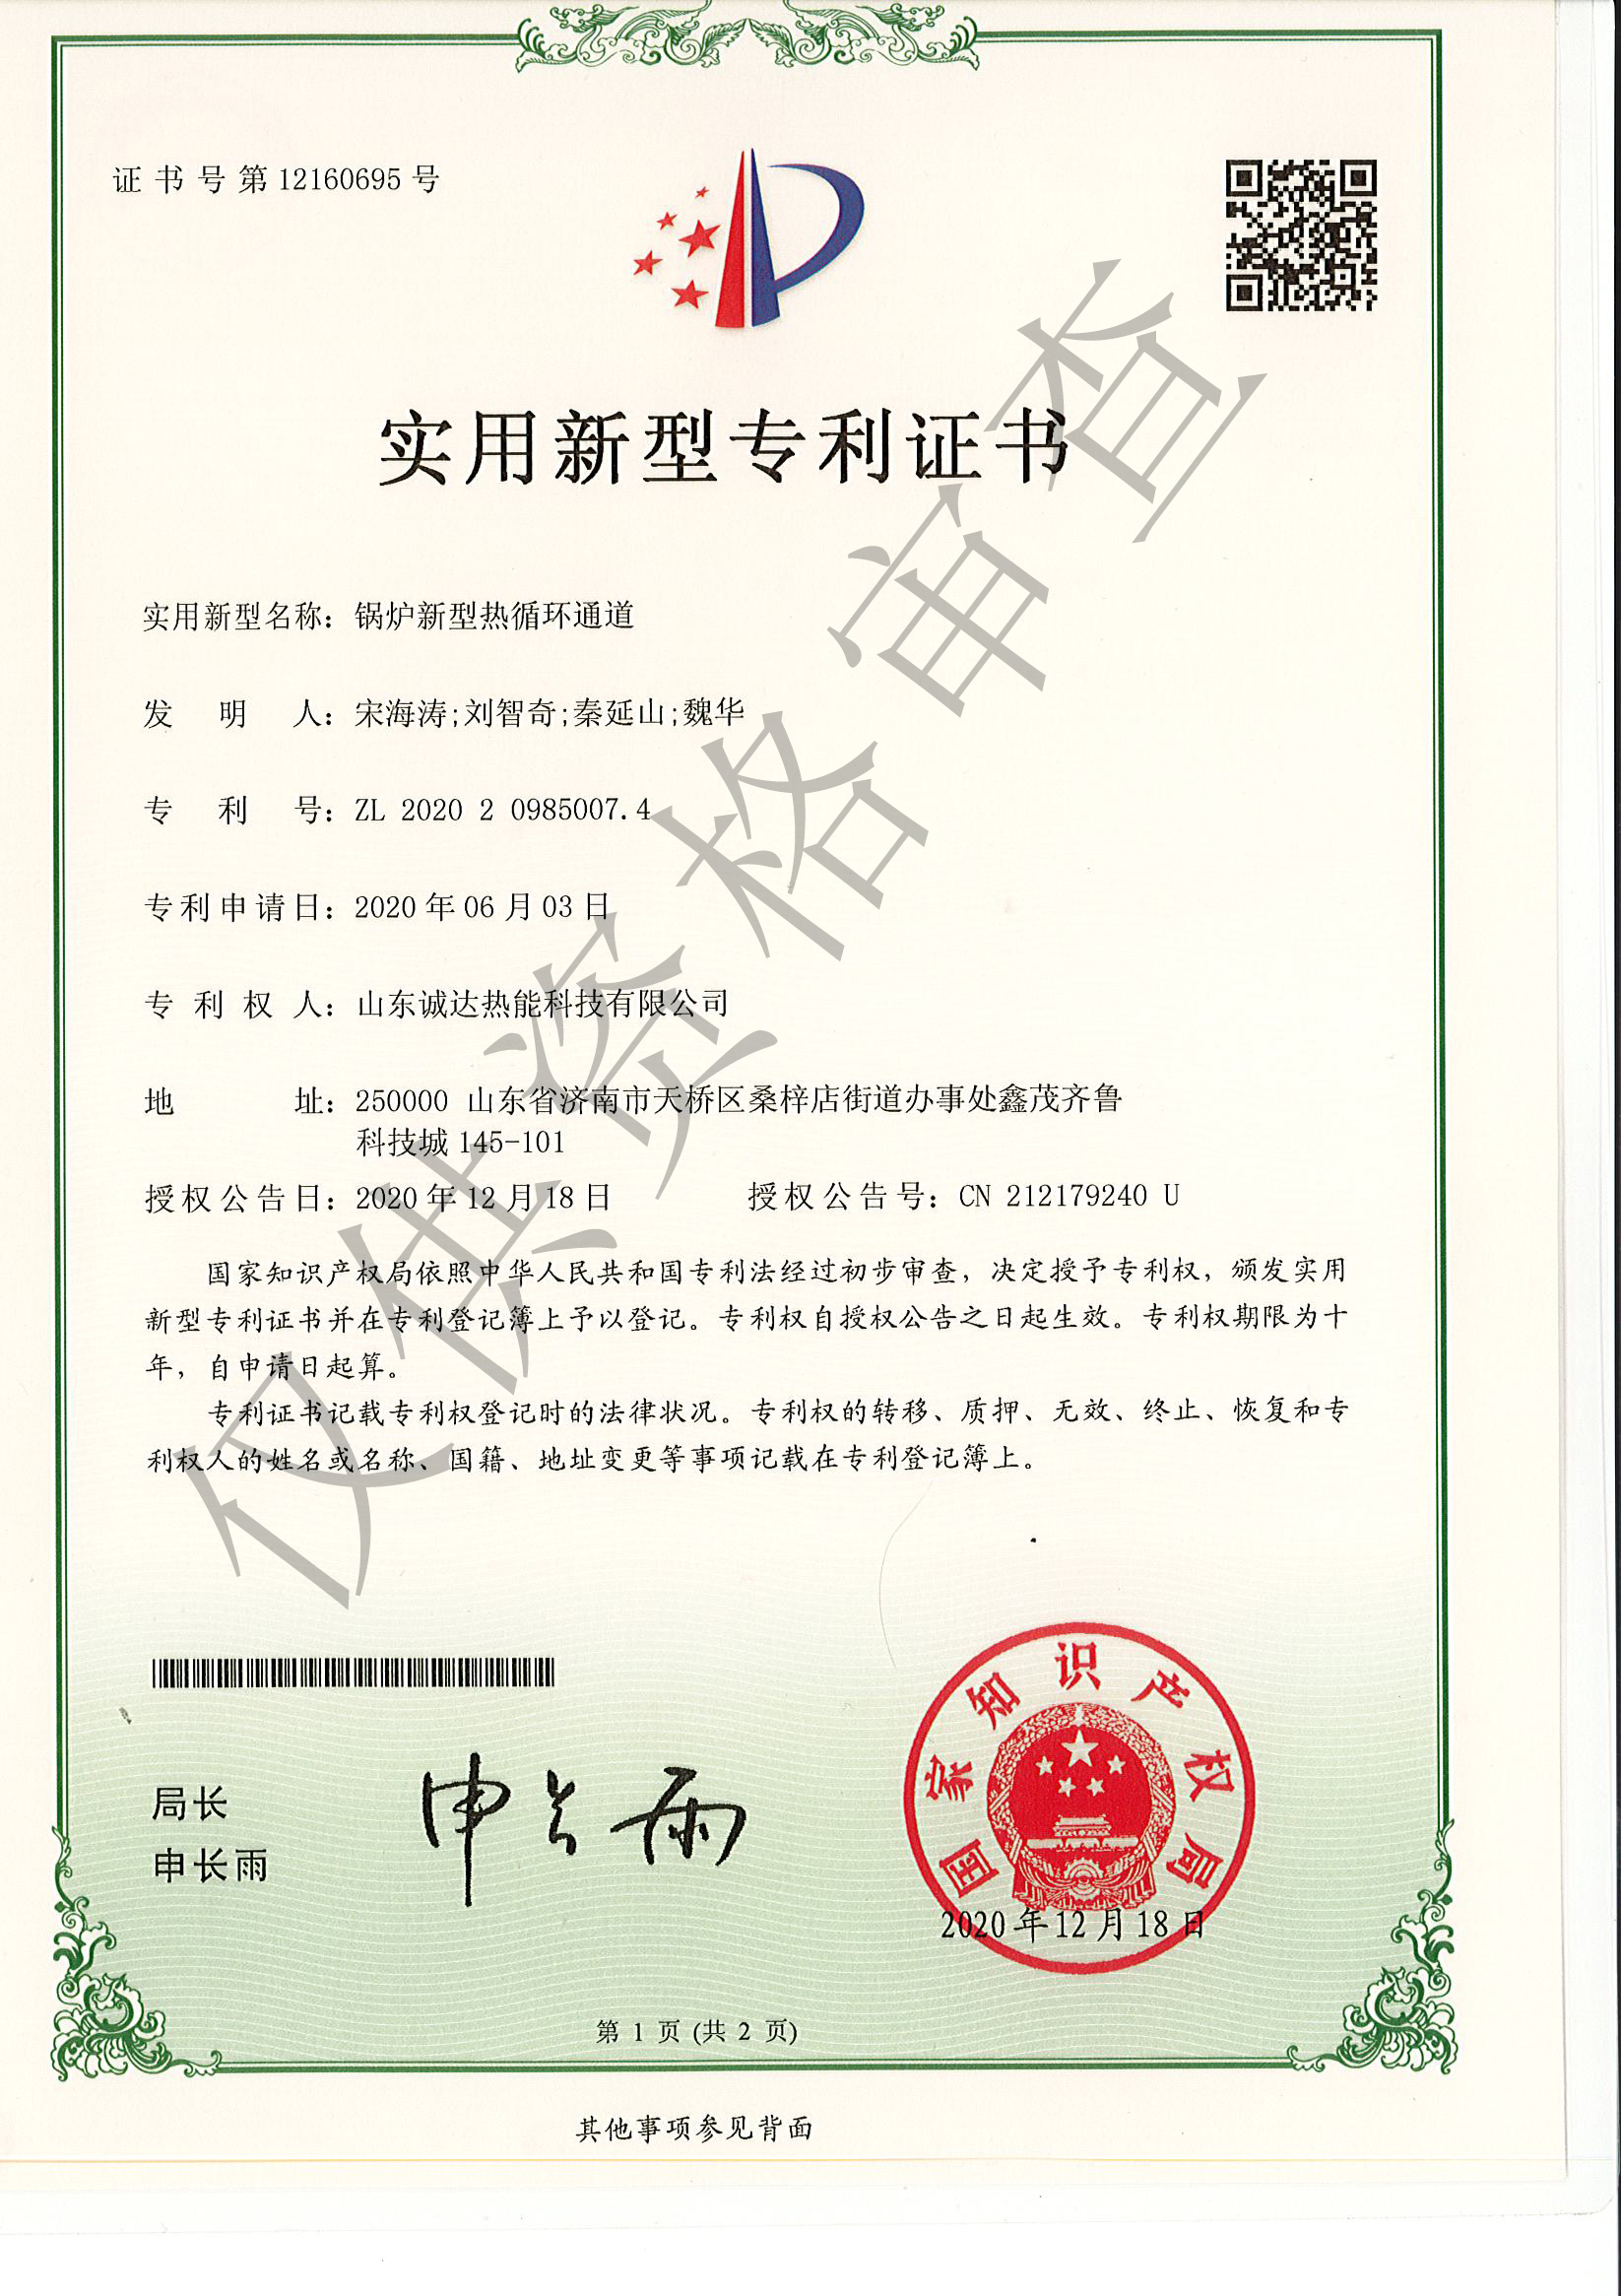 证书号第12160695号
实用新型专利证书
实用新型名称：锅炉新型热循环通道
发明人：宋海涛;刘智奇;秦延山;魏华
专利号：ZL 2020 2 0985007.4
专利申请日：2020年06月03日
专利权人：山东诚达热能科技有限公司
地址：250000 山东省济南市天桥区桑梓店街道办事处鑫茂齐鲁
科技城145-101
授权公告日：2020年12月18日 授权公告号：CN 212179240 U
国家知识产权局依照中华人民共和国专利法经过初步审查，决定授予专利权，颁发实用
新型专利证书并在专利登记簿上予以登记。专利权自授权公告之日起生效。专利权期限为十
年，自申请日起算。
专利证书记载专利权登记时的法律状况。专利权的转移、质押、无效、终止、恢复和专
利权人的姓名或名称、国籍、地址变更等事项记载在专利登记簿上。
局长
申长雨
申长雨
国家知识产权局
2020年12月18日
第 1 页 (共 2 页)
其他事项参见背面
仅供资格审查